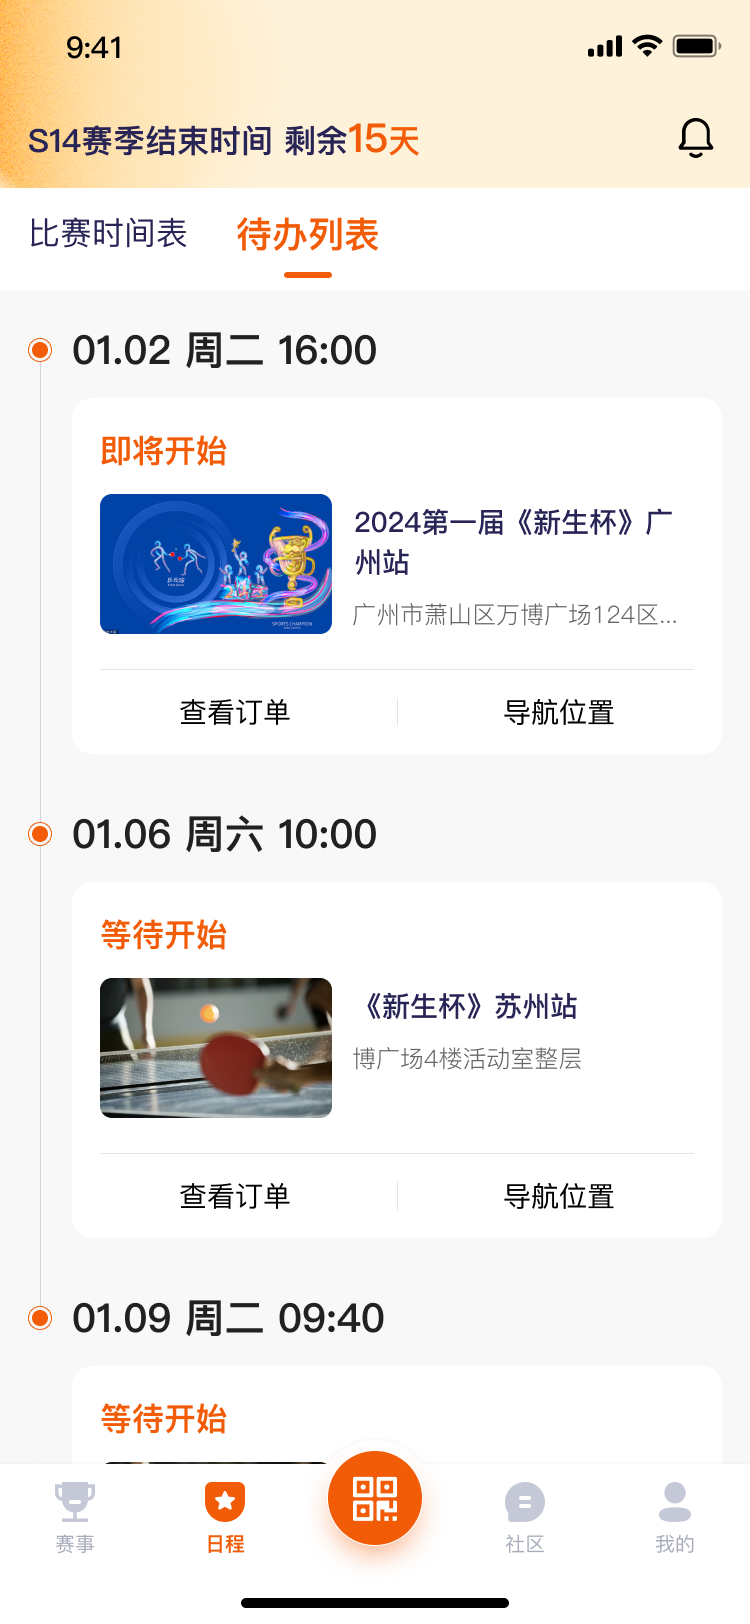 9:41
S14赛季结束时间 剩余15天
比赛时间表 待办列表
01.02 周二 16:00
即将开始
乒乓球
SPORTS CHAMPION
2024第一届《新生杯》广
州站
广州市萧山区万博广场124区...
查看订单 导航位置
01.06 周六 10:00
等待开始
《新生杯》苏州站
博广场4楼活动室整层
查看订单 导航位置
01.09 周二 09:40
等待开始
赛事 日程 社区 我的